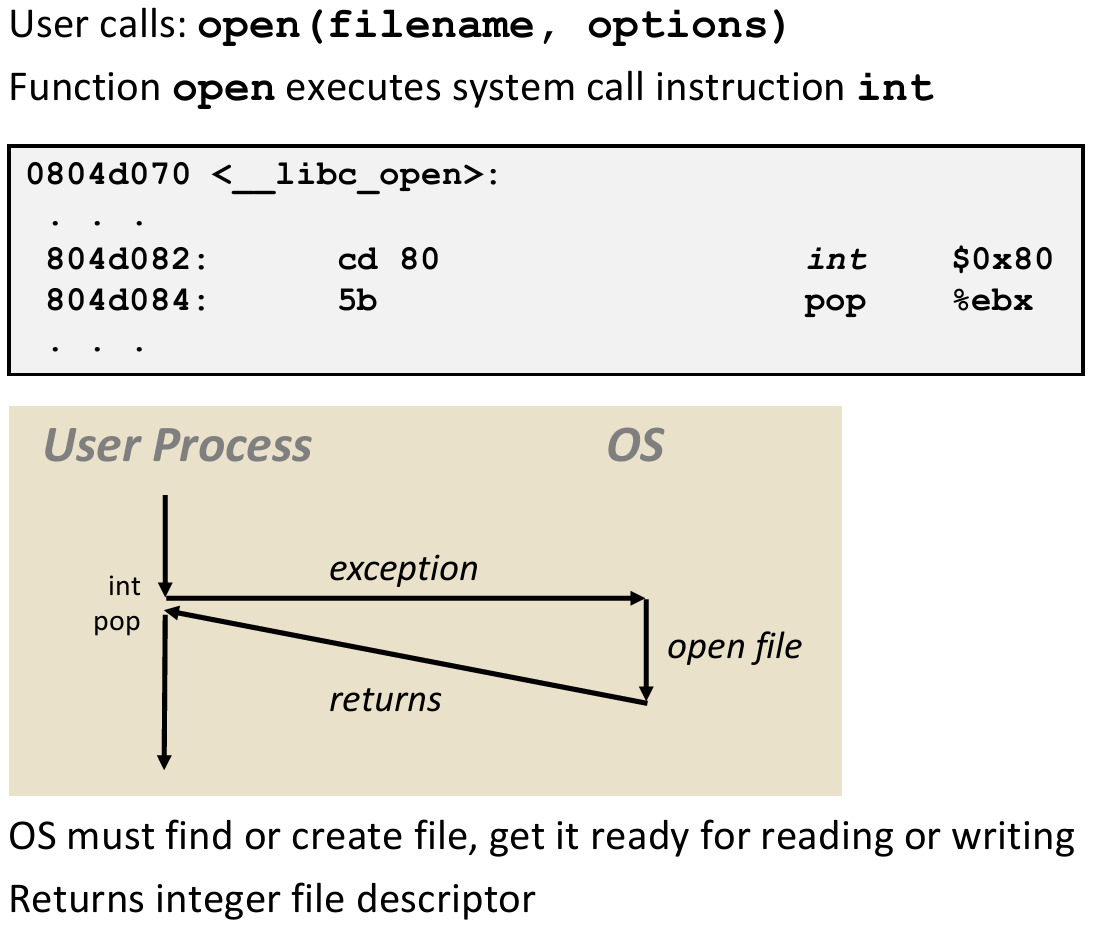 User calls: open(filename, options)
Function open executes system call instruction int
0804d070 <__libc_open>:
. . .
804d082: cd 80 int $0x80
804d084: 5b pop %ebx
. . .
User Process OS
exception
int
pop
open file
returns
OS must find or create file, get it ready for reading or writing
Returns integer file descriptor